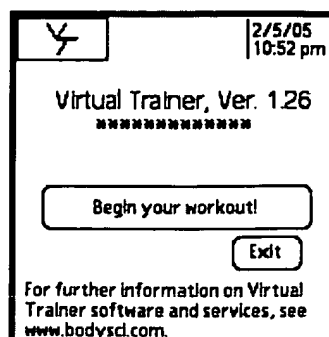 2/5/05
10:52 pm
Virtual Trainer, Ver. 1.26
*************
Begin your workout!
Exit
For further information on Virtual
Trainer software and services, see
www.bodysci.com.